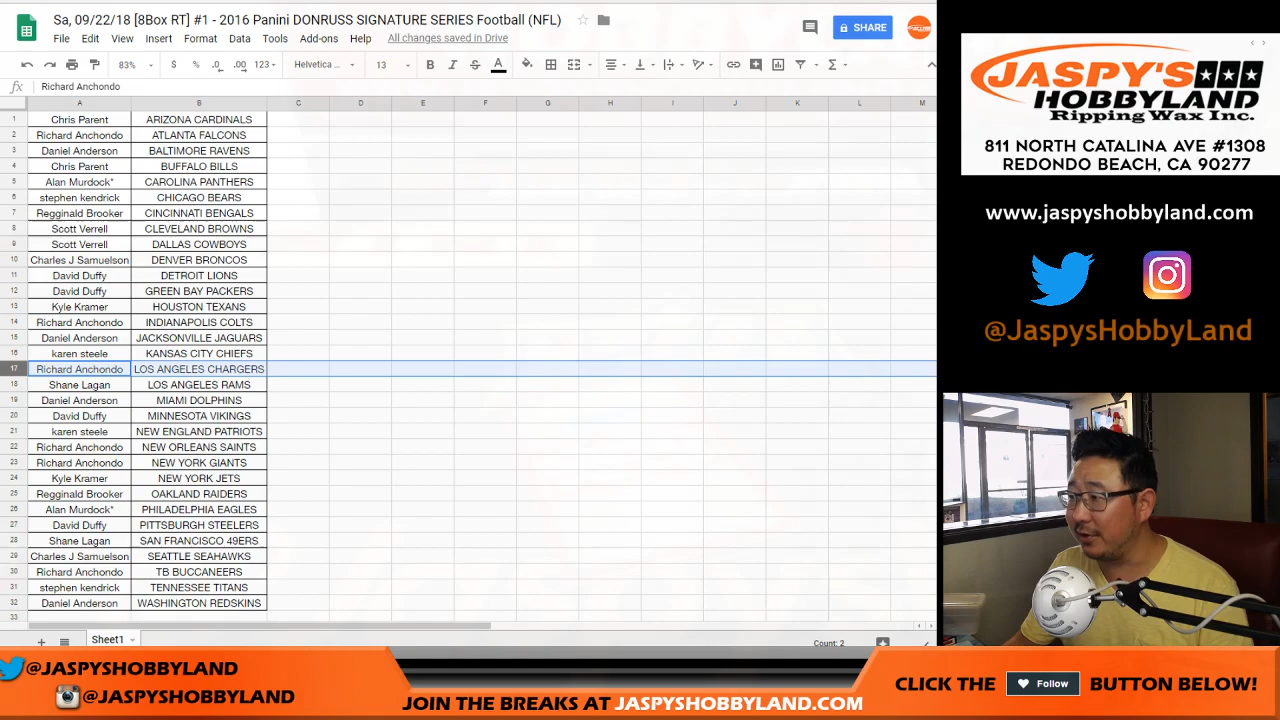 Sa, 09/22/18 [8Box RT] #1 - 2016 Panini DONRUSS SIGNATURE SERIES Football (NFL)
File Edit View Insert Format Data Tools Add-ons Help All changes saved in Drive
SHARE
83% $ % .0 .00 123 Helvetica ... 13 B I S A
fx Richard Anchondo
A B C D E F G H I J K L M
1 Chris Parent ARIZONA CARDINALS
2 Richard Anchondo ATLANTA FALCONS
3 Daniel Anderson BALTIMORE RAVENS
4 Chris Parent BUFFALO BILLS
5 Alan Murdock* CAROLINA PANTHERS
6 stephen kendrick CHICAGO BEARS
7 Regginald Brooker CINCINNATI BENGALS
8 Scott Verrell CLEVELAND BROWNS
9 Scott Verrell DALLAS COWBOYS
10 Charles J Samuelson DENVER BRONCOS
11 David Duffy DETROIT LIONS
12 David Duffy GREEN BAY PACKERS
13 Kyle Kramer HOUSTON TEXANS
14 Richard Anchondo INDIANAPOLIS COLTS
15 Daniel Anderson JACKSONVILLE JAGUARS
16 karen steele KANSAS CITY CHIEFS
17 Richard Anchondo LOS ANGELES CHARGERS
18 Shane Lagan LOS ANGELES RAMS
19 Daniel Anderson MIAMI DOLPHINS
20 David Duffy MINNESOTA VIKINGS
21 karen steele NEW ENGLAND PATRIOTS
22 Richard Anchondo NEW ORLEANS SAINTS
23 Richard Anchondo NEW YORK GIANTS
24 Kyle Kramer NEW YORK JETS
25 Regginald Brooker OAKLAND RAIDERS
26 Alan Murdock* PHILADELPHIA EAGLES
27 David Duffy PITTSBURGH STEELERS
28 Shane Lagan SAN FRANCISCO 49ERS
29 Charles J Samuelson SEATTLE SEAHAWKS
30 Richard Anchondo TB BUCCANEERS
31 stephen kendrick TENNESSEE TITANS
32 Daniel Anderson WASHINGTON REDSKINS
33
Sheet1
Count: 2
JASPY'S
HOBBYLAND
Ripping Wax Inc.
811 NORTH CATALINA AVE #1308
REDONDO BEACH, CA 90277
www.jaspyshobbyland.com
@JaspysHobbyLand
@JASPYSHOBBYLAND
@JASPYSHOBBYLAND
JOIN THE BREAKS AT JASPYSHOBBYLAND.COM
CLICK THE Follow BUTTON BELOW!